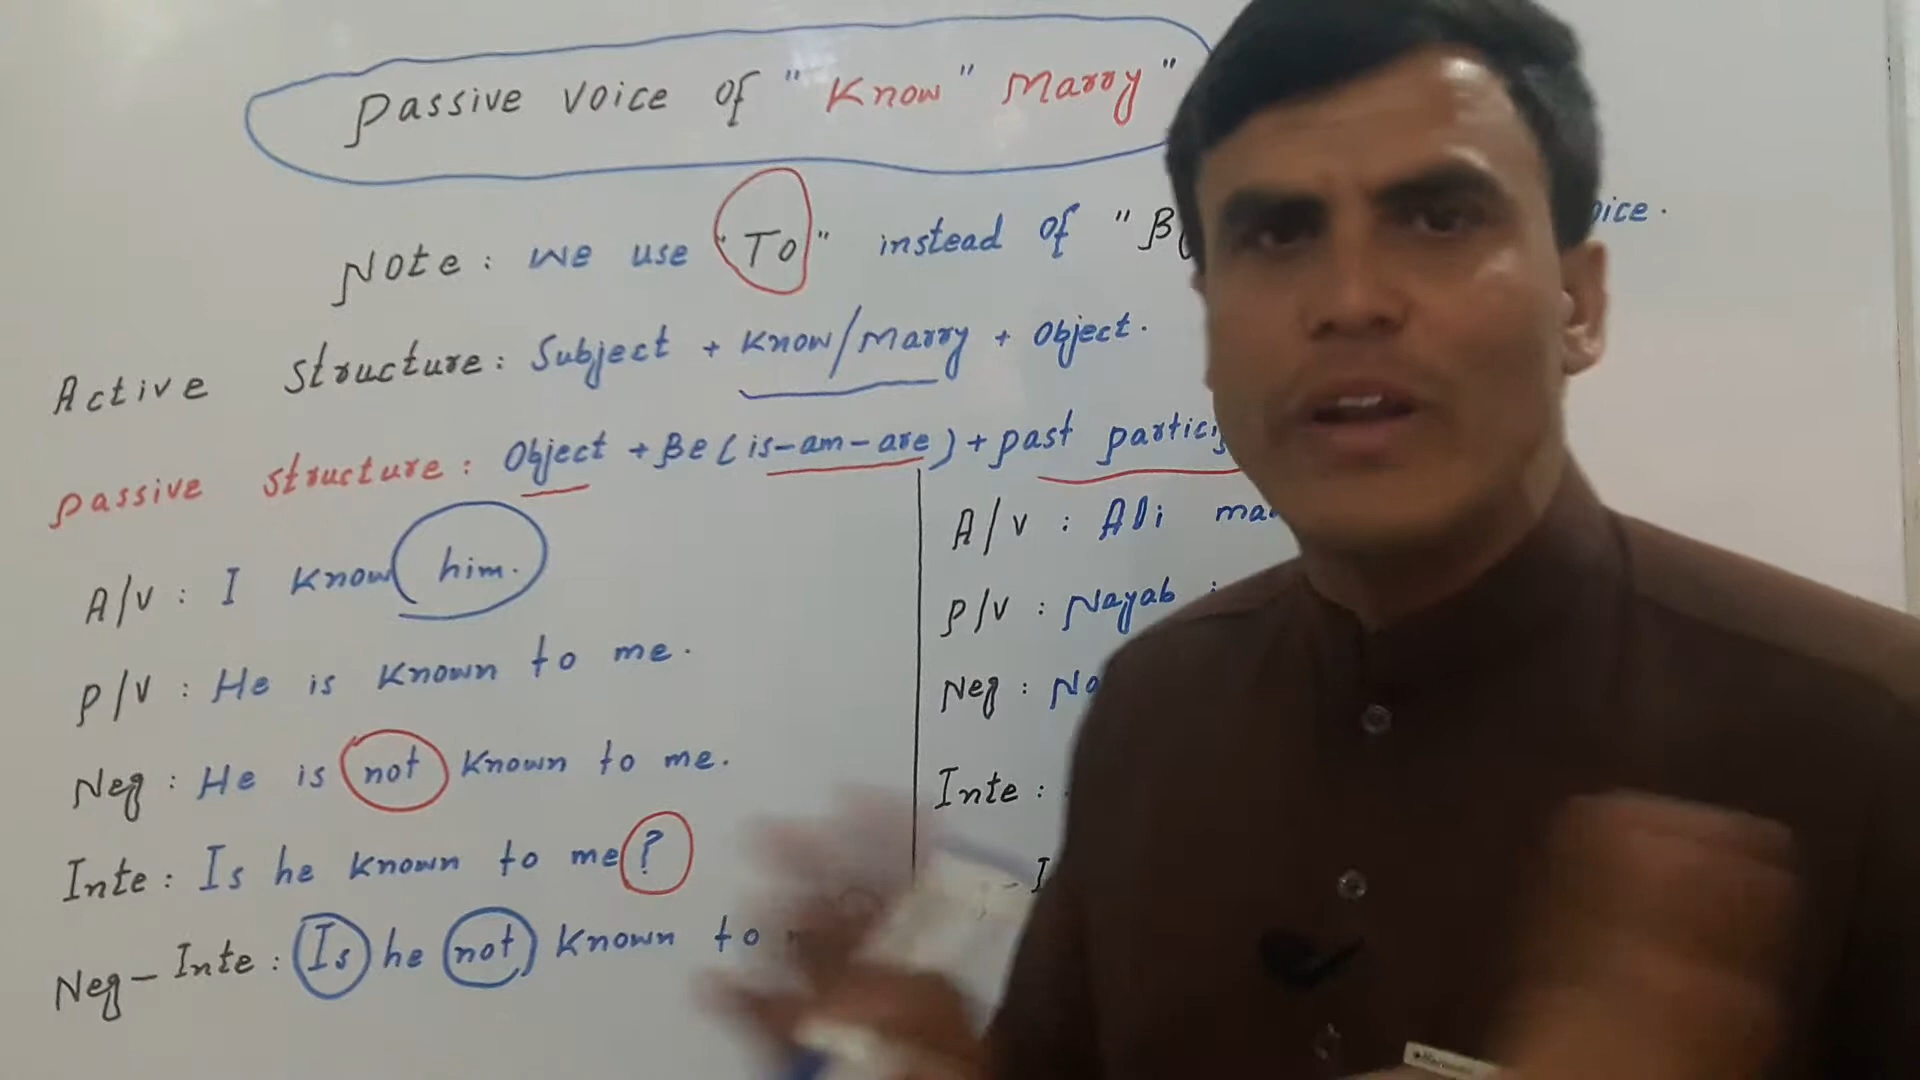 Passive Voice of "Know" Marry"
Note: We use "To" instead of "B oice.
Active Structure: Subject + Know/Marry + Object.
Passive Structure: Object + Be (is-am-are) + past partici
A/V: I Know him.
P/V: He is Known to me.
Neg: He is not Known to me.
Inte: Is he Known to me?
Neg-Inte: Is he not Known to
A/V: Ali ma
P/V: Nayab
Neg: Na
Inte:
- I